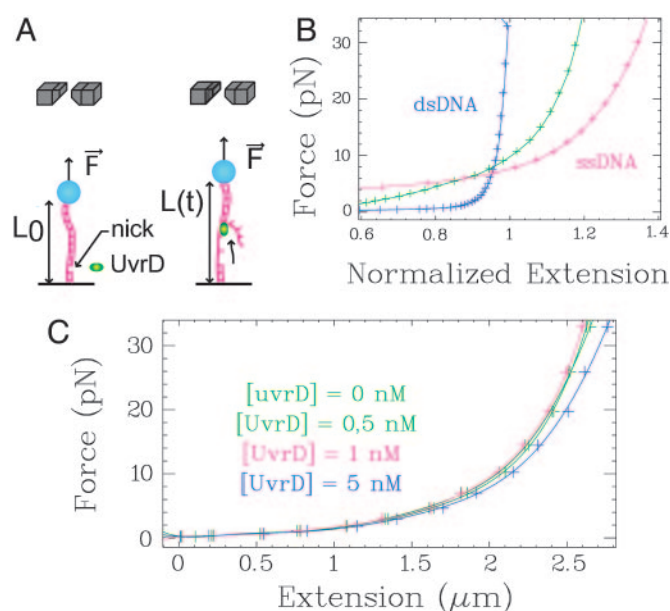 A
F
F
L0
nick
UvrD
L(t)
B
Force (pN)
30
20
10
0
dsDNA
ssDNA
0.6
0.8
1
1.2
1.4
Normalized Extension
C
Force (pN)
30
20
10
0
[uvrD] = 0 nM
[UvrD] = 0,5 nM
[UvrD] = 1 nM
[UvrD] = 5 nM
0
0.5
1
1.5
2
2.5
Extension (μm)